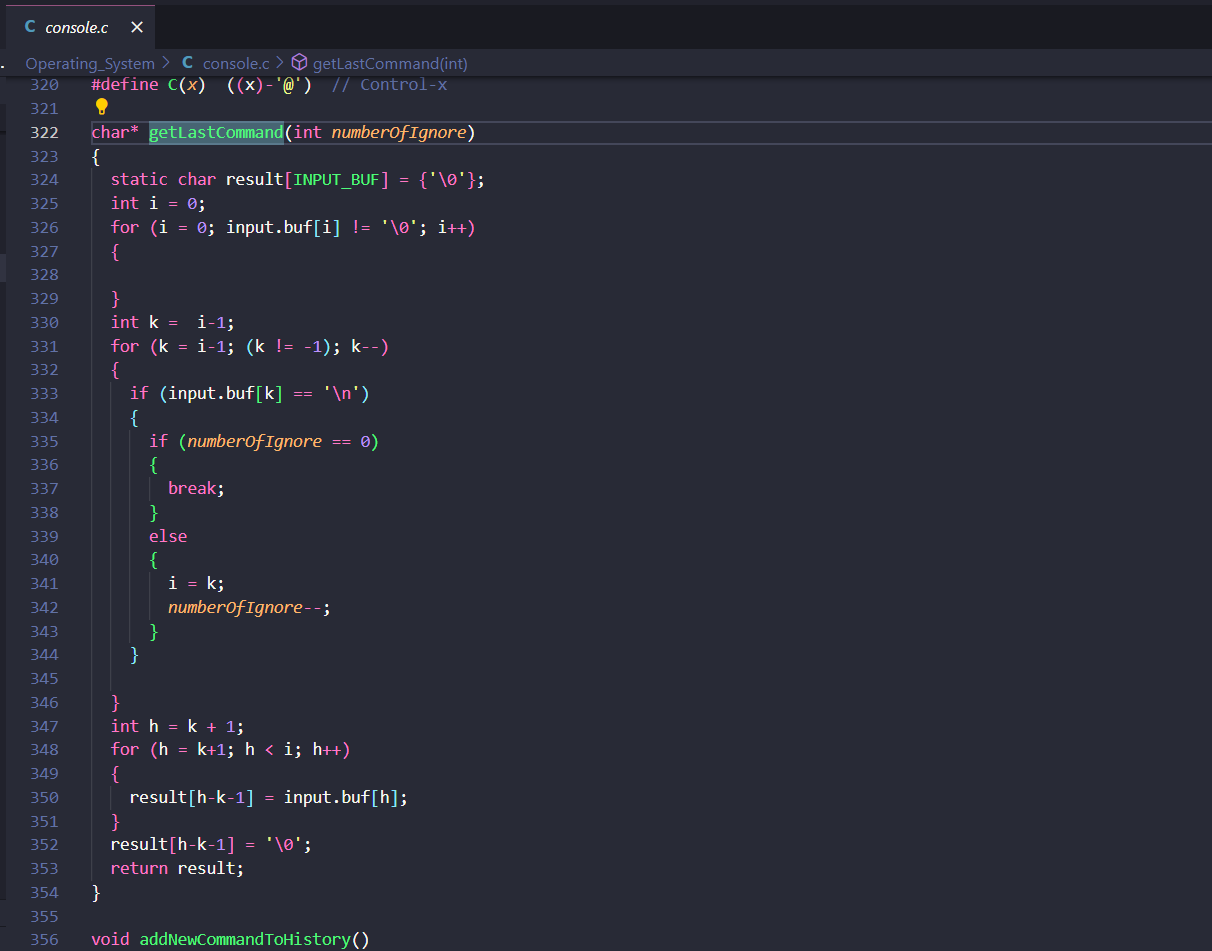 C console.c ×
Operating_System > C console.c > getLastCommand(int)
320 #define C(x)  ((x)-'@')  // Control-x
321
322 char* getLastCommand(int numberOfIgnore)
323 {
324   static char result[INPUT_BUF] = {'\0'};
325   int i = 0;
326   for (i = 0; input.buf[i] != '\0'; i++)
327   {
328
329   }
330   int k =  i-1;
331   for (k = i-1; (k != -1); k--)
332   {
333     if (input.buf[k] == '\n')
334     {
335       if (numberOfIgnore == 0)
336       {
337         break;
338       }
339       else
340       {
341         i = k;
342         numberOfIgnore--;
343       }
344     }
345
346   }
347   int h = k + 1;
348   for (h = k+1; h < i; h++)
349   {
350     result[h-k-1] = input.buf[h];
351   }
352   result[h-k-1] = '\0';
353   return result;
354 }
355
356 void addNewCommandToHistory()